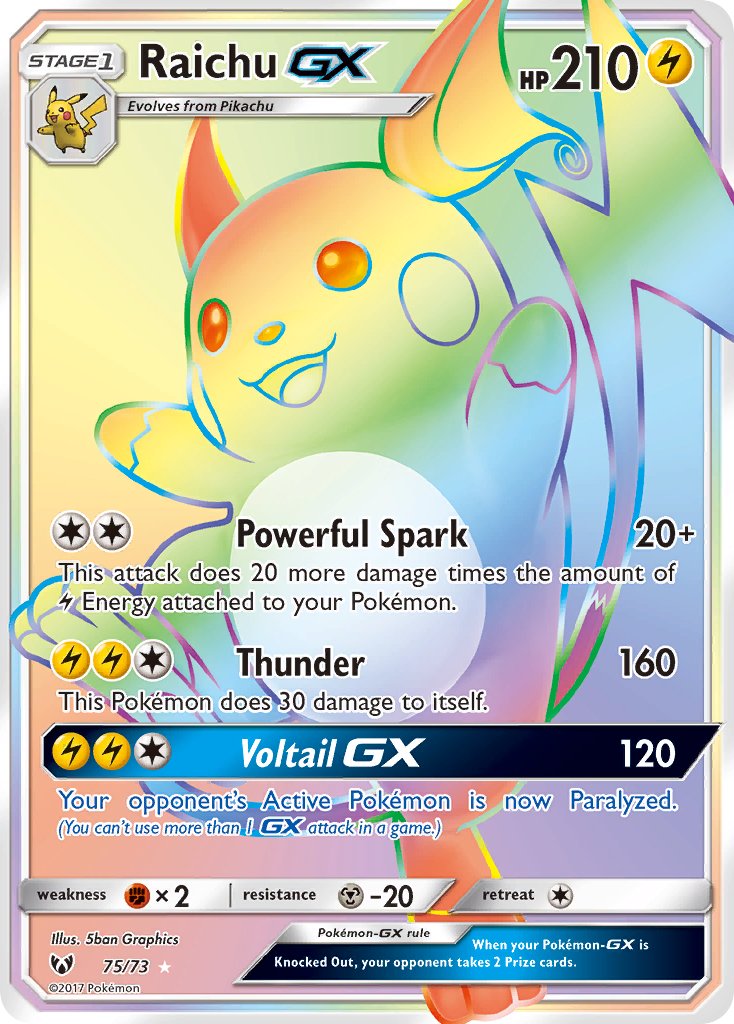 STAGE1
Raichu GX
HP210
Evolves from Pikachu
Powerful Spark 20+
This attack does 20 more damage times the amount of
Energy attached to your Pokémon.
Thunder 160
This Pokémon does 30 damage to itself.
Voltail GX 120
Your opponent's Active Pokémon is now Paralyzed.
(You can't use more than 1 GX attack in a game.)
weakness × 2 resistance –20 retreat
Illus. 5ban Graphics
75/73
©2017 Pokémon
Pokémon-GX rule
When your Pokémon-GX is
Knocked Out, your opponent takes 2 Prize cards.